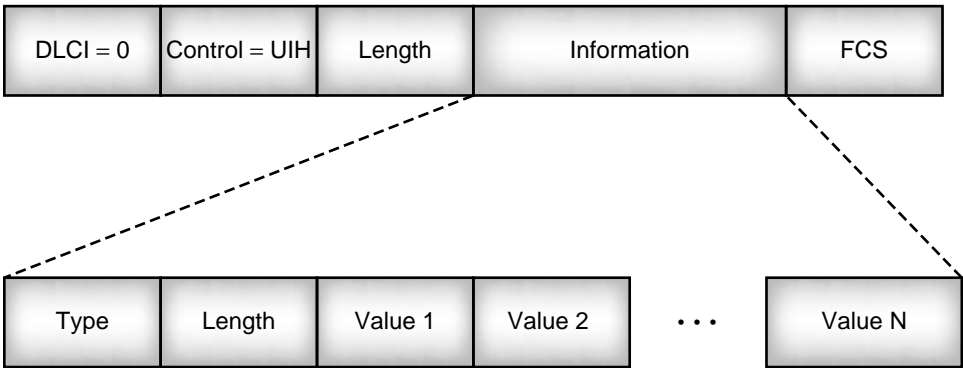 DLCI = 0 Control = UIH Length Information FCS
Type Length Value 1 Value 2 • • • Value N